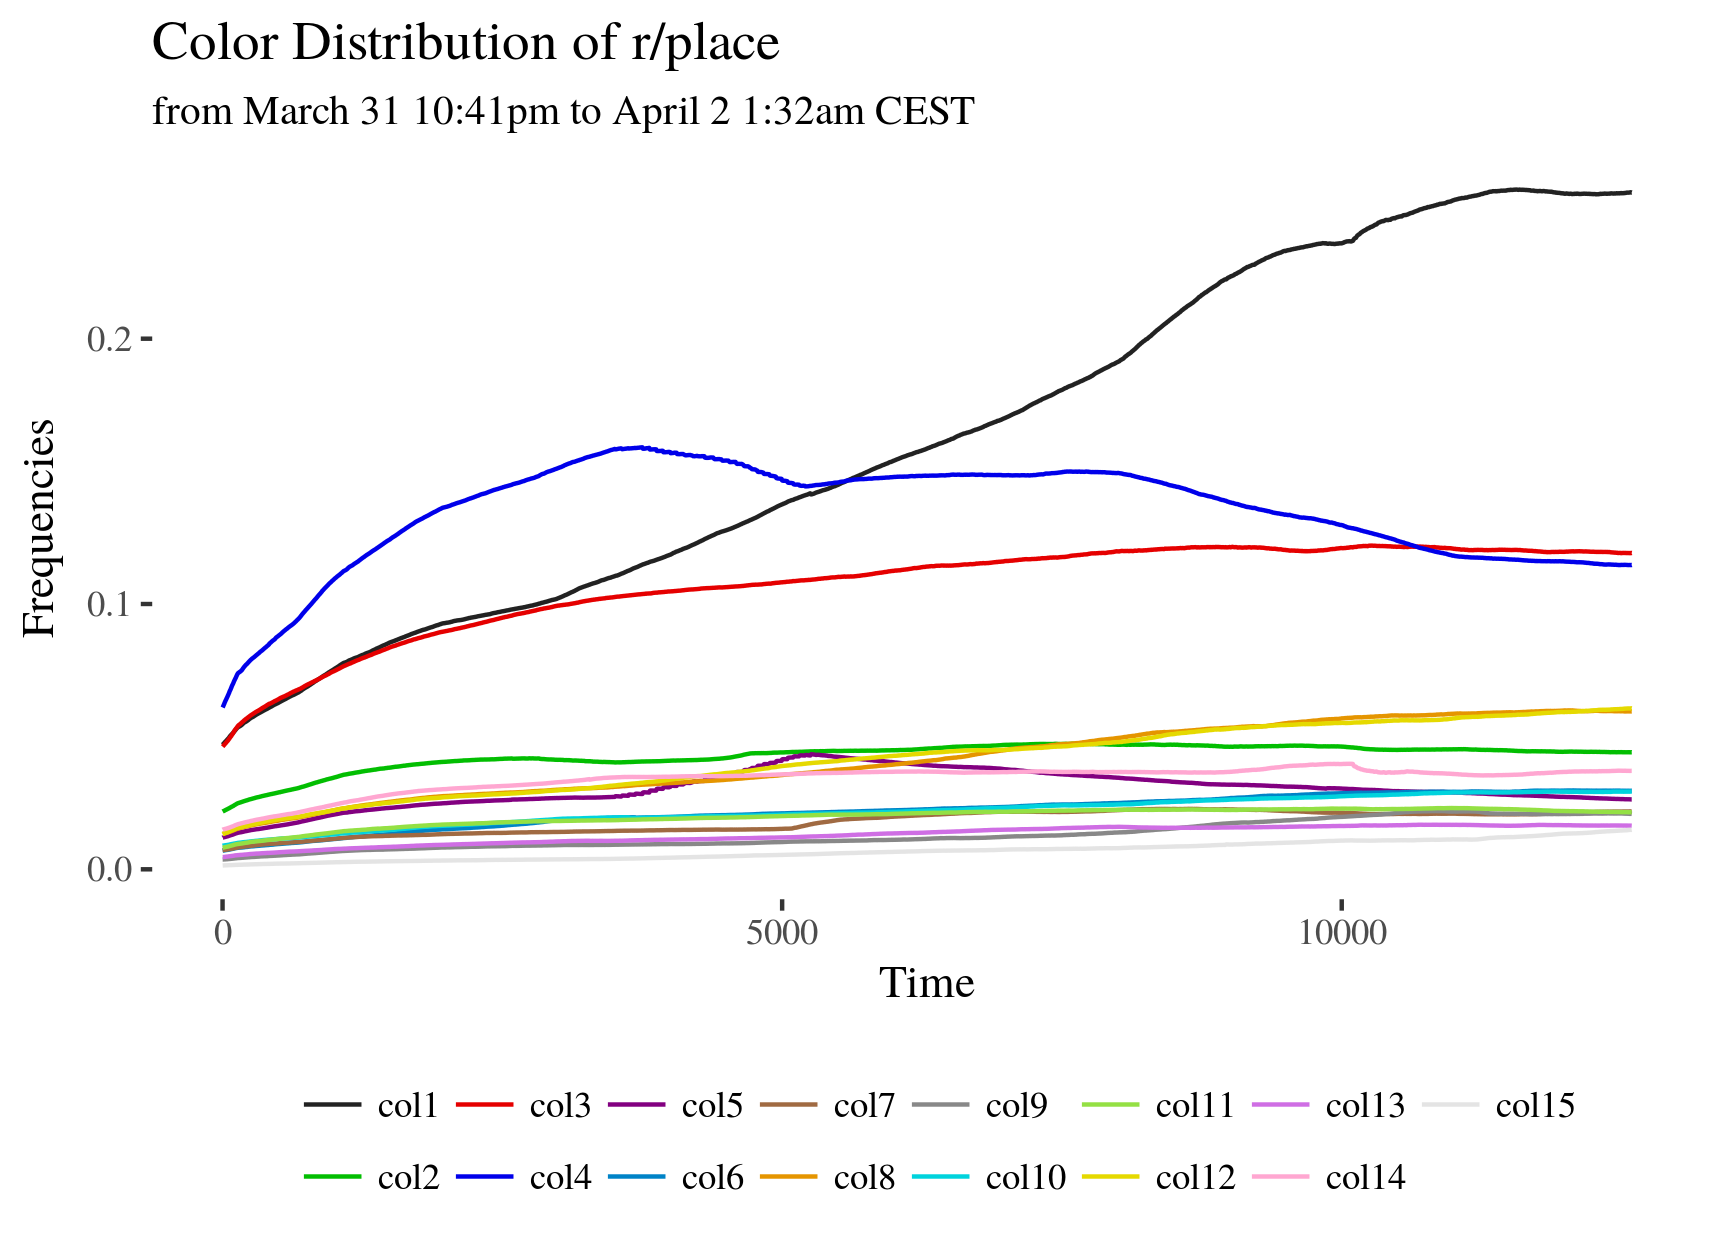 Color Distribution of r/place
from March 31 10:41pm to April 2 1:32am CEST
Frequencies
0.2
0.1
0.0
0 5000 10000
Time
col1 col3 col5 col7 col9 col11 col13 col15
col2 col4 col6 col8 col10 col12 col14